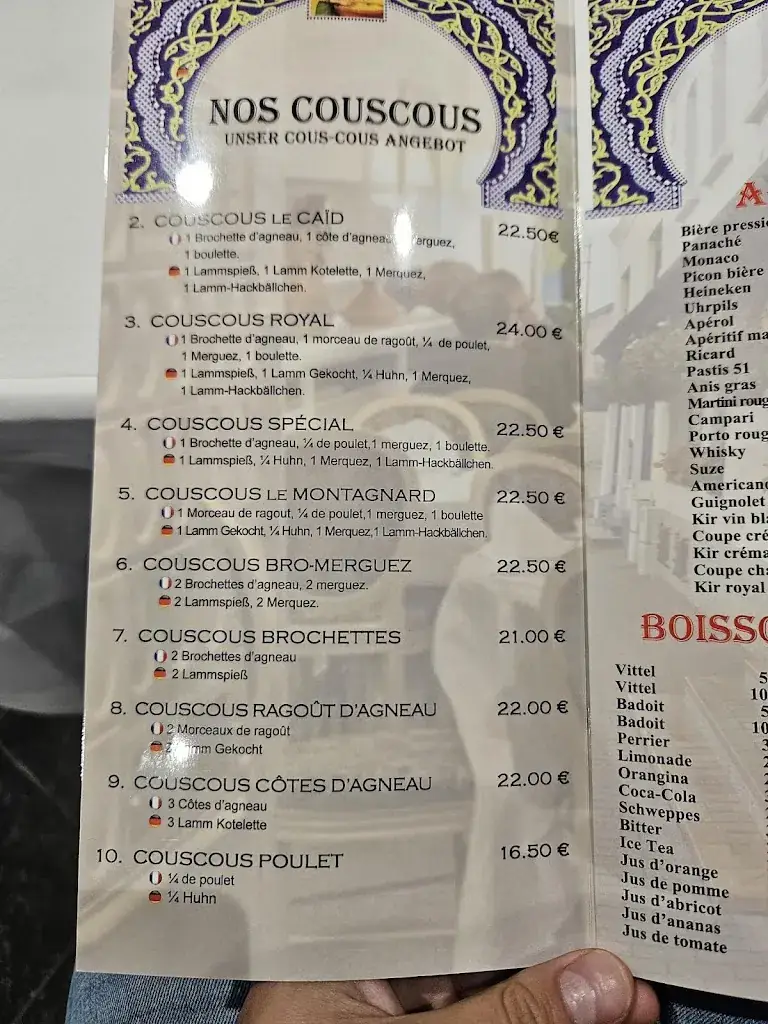 NOS COUSCOUS
UNSER COUS-COUS ANGEBOT
2. COUSCOUS LE CAÏD 22.50€
1 Brochette d'agneau, 1 côte d'agneau, merguez,
1 boulette.
1 Lammspieß, 1 Lamm Kotelette, 1 Merquez,
1 Lamm-Hackbällchen.
3. COUSCOUS ROYAL 24.00 €
1 Brochette d'agneau, 1 morceau de ragoût, ¼ de poulet,
1 Merguez, 1 boulette.
1 Lammspieß, 1 Lamm Gekocht, ¼ Huhn, 1 Merquez,
1 Lamm-Hackbällchen.
4. COUSCOUS SPÉCIAL 22.50 €
1 Brochette d'agneau, ¼ de poulet,1 merguez, 1 boulette.
1 Lammspieß, ¼ Huhn, 1 Merquez, 1 Lamm-Hackbällchen.
5. COUSCOUS LE MONTAGNARD 22.50 €
1 Morceau de ragout, ¼ de poulet,1 merguez, 1 boulette
1 Lamm Gekocht, ¼ Huhn, 1 Merquez,1 Lamm-Hackbällchen.
6. COUSCOUS BRO-MERGUEZ 22.50 €
2 Brochettes d'agneau, 2 merguez.
2 Lammspieß, 2 Merquez.
7. COUSCOUS BROCHETTES 21.00 €
2 Brochettes d'agneau
2 Lammspieß
8. COUSCOUS RAGOÛT D'AGNEAU 22.00 €
2 Morceaux de ragoût
2 Lamm Gekocht
9. COUSCOUS CÔTES D'AGNEAU 22.00 €
3 Côtes d'agneau
3 Lamm Kotelette
10. COUSCOUS POULET 16.50 €
¼ de poulet
¼ Huhn
A
Bière pressi
Panaché
Monaco
Picon bière
Heineken
Uhrpils
Apérol
Apéritif ma
Ricard
Pastis 51
Anis gras
Martini roug
Campari
Porto roug
Whisky
Suze
American
Guignolet
Kir vin bla
Coupe cré
Kir créma
Coupe cha
Kir royal
BOISSO
Vittel 5
Vittel 10
Badoit 5
Badoit 10
Perrier 3
Limonade
Orangina
Coca-Cola
Schweppes
Bitter
Ice Tea
Jus d'orange
Jus de pomme
Jus d'abricot
Jus d'ananas
Jus de tomate